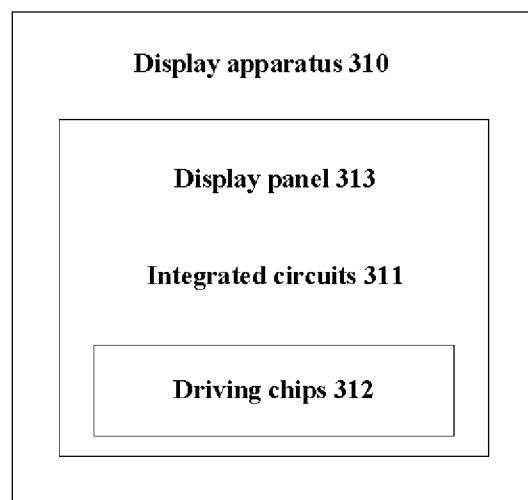 Display apparatus 310
Display panel 313
Integrated circuits 311
Driving chips 312